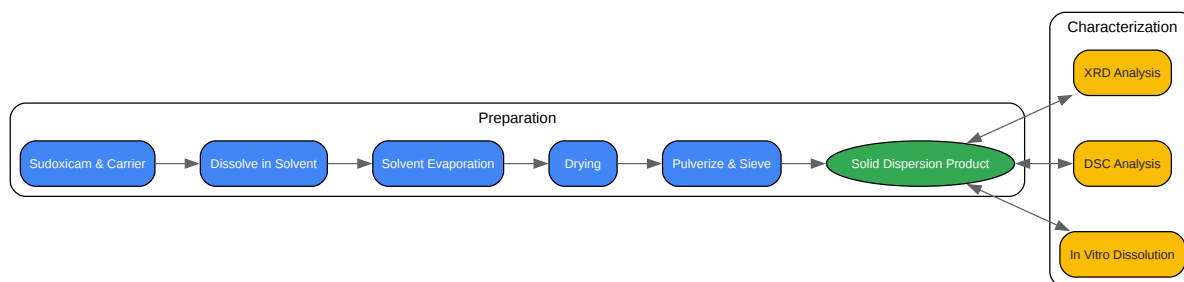 Preparation
Sudoxicam & Carrier
Dissolve in Solvent
Solvent Evaporation
Drying
Pulverize & Sieve
Solid Dispersion Product
Characterization
XRD Analysis
DSC Analysis
In Vitro Dissolution